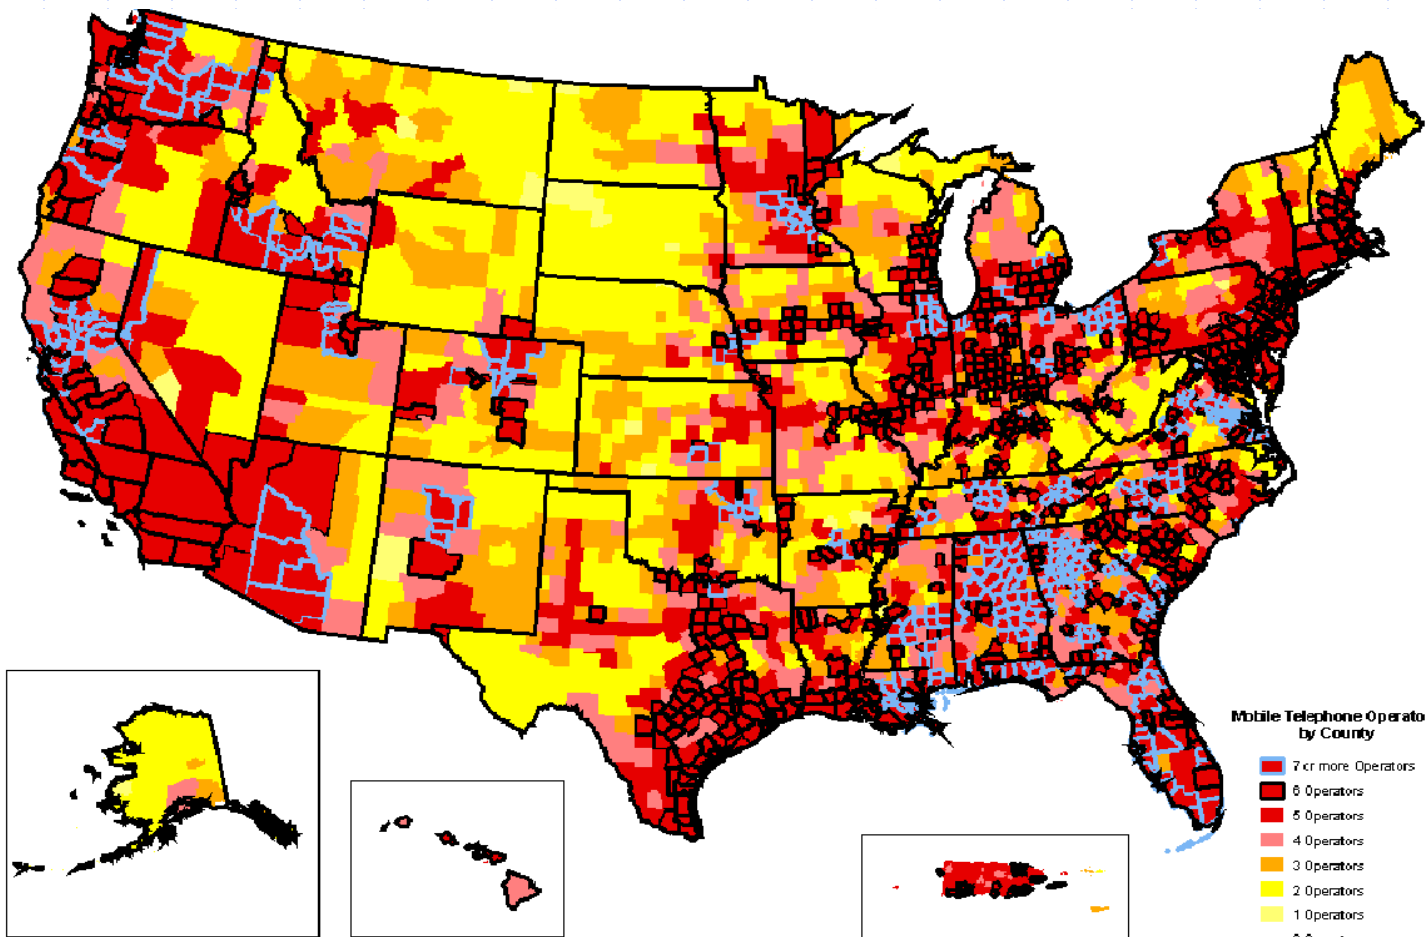 Mobile Telephone Operato
by County
7 or more Operators
6 Operators
5 Operators
4 Operators
3 Operators
2 Operators
1 Operators